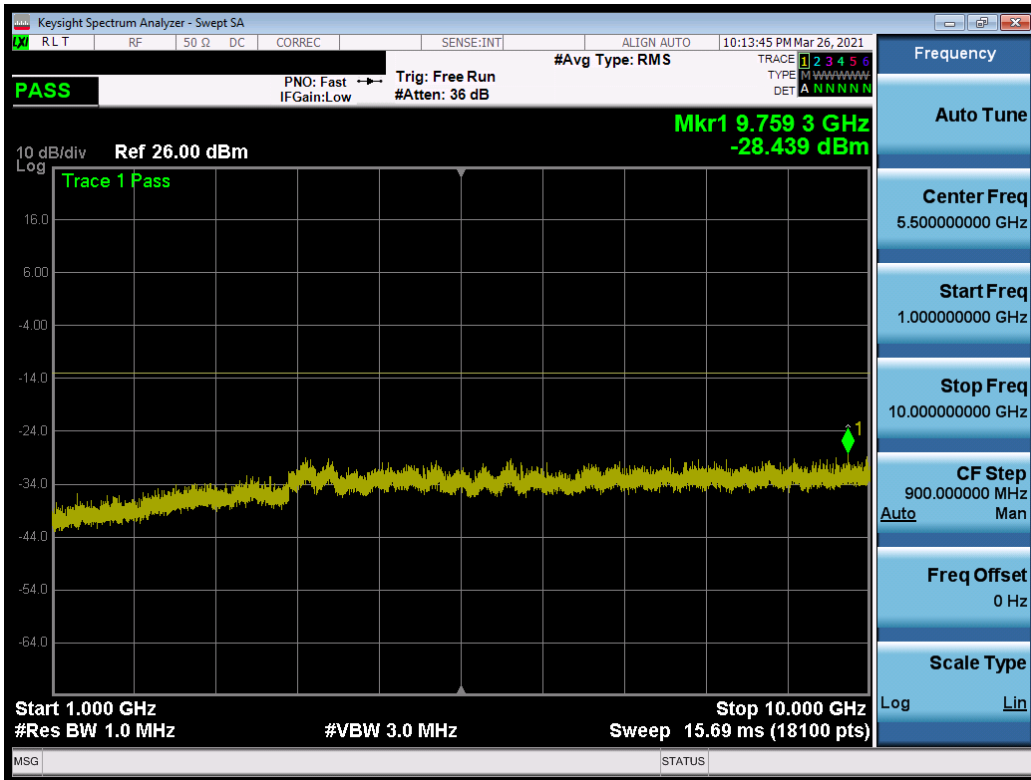 Keysight Spectrum Analyzer - Swept SA
LXI RLT RF 50 Ω DC CORREC SENSE:INT ALIGN AUTO 10:13:45 PM Mar 26, 2021
PASS
PNO: Fast
IFGain:Low
Trig: Free Run
#Atten: 36 dB
#Avg Type: RMS
TRACE 1 2 3 4 5 6
TYPE M WWWWW
DET A N N N N N
Mkr1 9.759 3 GHz
-28.439 dBm
10 dB/div Ref 26.00 dBm
Log
Trace 1 Pass
16.0
6.00
-4.00
-14.0
-24.0
1
-34.0
-44.0
-54.0
-64.0
Start 1.000 GHz Stop 10.000 GHz
#Res BW 1.0 MHz #VBW 3.0 MHz Sweep 15.69 ms (18100 pts)
MSG STATUS
Frequency
Auto Tune
Center Freq
5.500000000 GHz
Start Freq
1.000000000 GHz
Stop Freq
10.000000000 GHz
CF Step
900.000000 MHz
Auto Man
Freq Offset
0 Hz
Scale Type
Log Lin